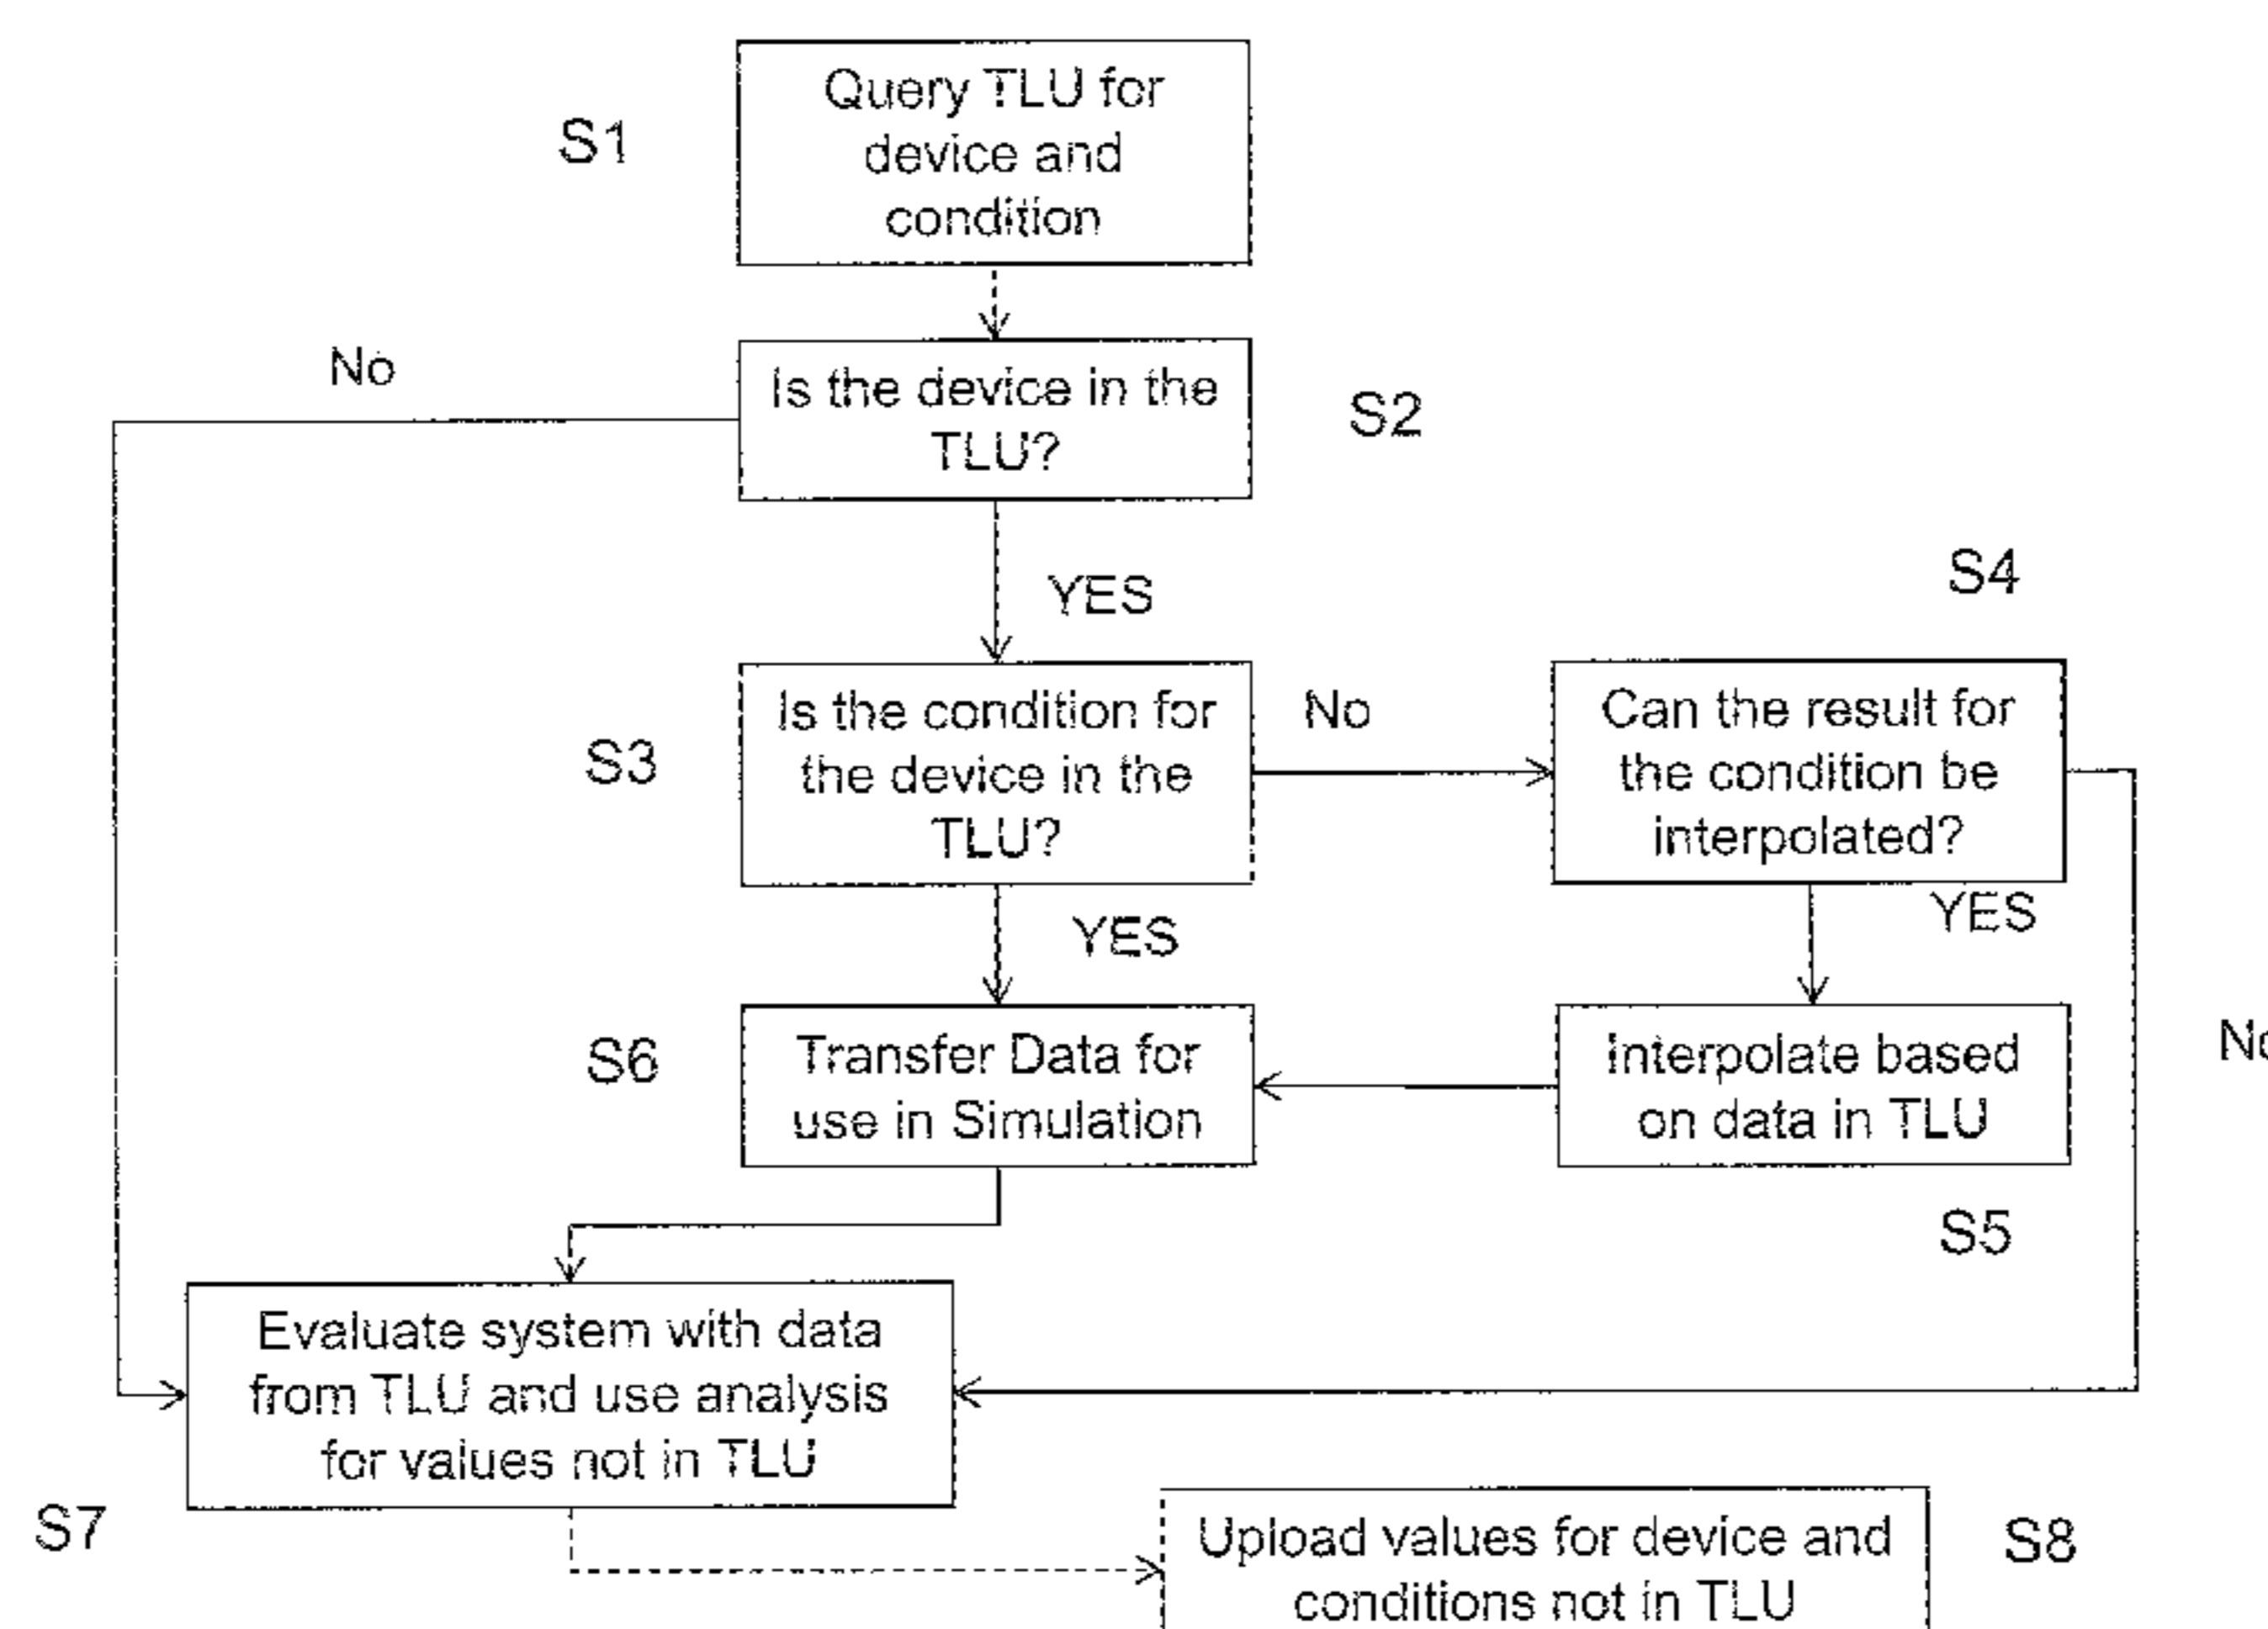 Query TLU for
device and
condition
S1
No
Is the device in the
TLU?
S2
YES
S4
Is the condition for
the device in the
TLU?
S3
No
Can the result for
the condition be
interpolated?
YES
YES
S6
Transfer Data for
use in Simulation
Interpolate based
on data in TLU
No
S5
Evaluate system with data
from TLU and use analysis
for values not in TLU
S7
Upload values for device and
conditions not in TLU
S8